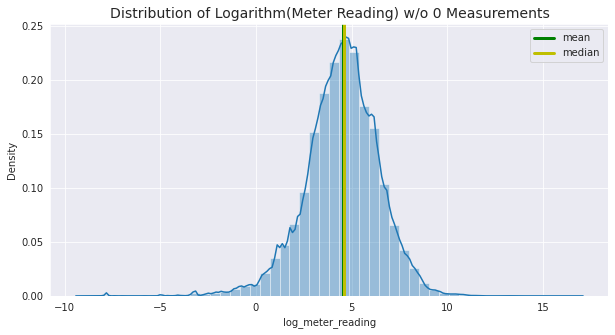 Distribution of Logarithm(Meter Reading) w/o 0 Measurements
mean
median
0.25
0.20
0.15
0.10
0.05
0.00
Density
−10
−5
0
5
10
15
log_meter_reading